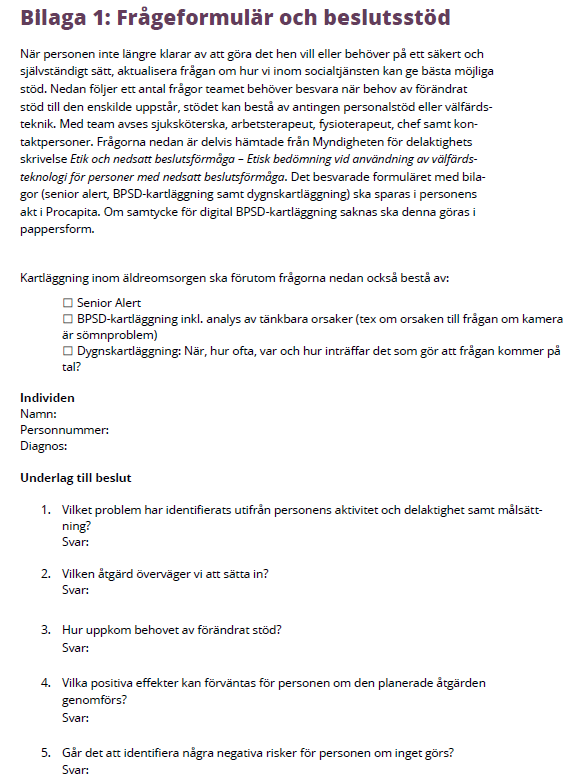 Bilaga 1: Frågeformulär och beslutsstöd
När personen inte längre klarar av att göra det hen vill eller behöver på ett säkert och
självständigt sätt, aktualisera frågan om hur vi inom socialtjänsten kan ge bästa möjliga
stöd. Nedan följer ett antal frågor teamet behöver besvara när behov av förändrat
stöd till den enskilde uppstår, stödet kan bestå av antingen personalstöd eller välfärds-
teknik. Med team avses sjuksköterska, arbetsterapeut, fysioterapeut, chef samt kon-
taktpersoner. Frågorna nedan är delvis hämtade från Myndigheten för delaktighets
skrivelse Etik och nedsatt beslutsförmåga – Etisk bedömning vid användning av välfärds-
teknologi för personer med nedsatt beslutsförmåga. Det besvarade formuläret med bila-
gor (senior alert, BPSD-kartläggning samt dygnskartläggning) ska sparas i personens
akt i Procapita. Om samtycke för digital BPSD-kartläggning saknas ska denna göras i
pappersform.
Kartläggning inom äldreomsorgen ska förutom frågorna nedan också bestå av:
☐ Senior Alert
☐ BPSD-kartläggning inkl. analys av tänkbara orsaker (tex om orsaken till frågan om kamera
är sömnproblem)
☐ Dygnskartläggning: När, hur ofta, var och hur inträffar det som gör att frågan kommer på
tal?
Individen
Namn:
Personnummer:
Diagnos:
Underlag till beslut
1. Vilket problem har identifierats utifrån personens aktivitet och delaktighet samt målsätt-
ning?
Svar:
2. Vilken åtgärd överväger vi att sätta in?
Svar:
3. Hur uppkom behovet av förändrat stöd?
Svar:
4. Vilka positiva effekter kan förväntas för personen om den planerade åtgärden
genomförs?
Svar:
5. Går det att identifiera några negativa risker för personen om inget görs?
Svar: